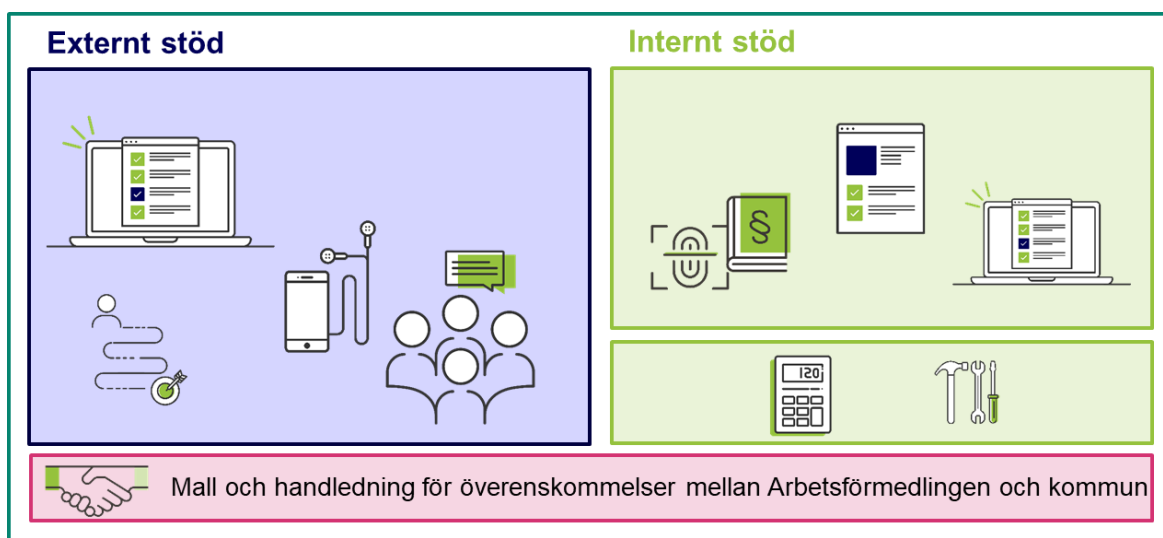 Externt stöd
Internt stöd
§
120
Mall och handledning för överenskommelser mellan Arbetsförmedlingen och kommun